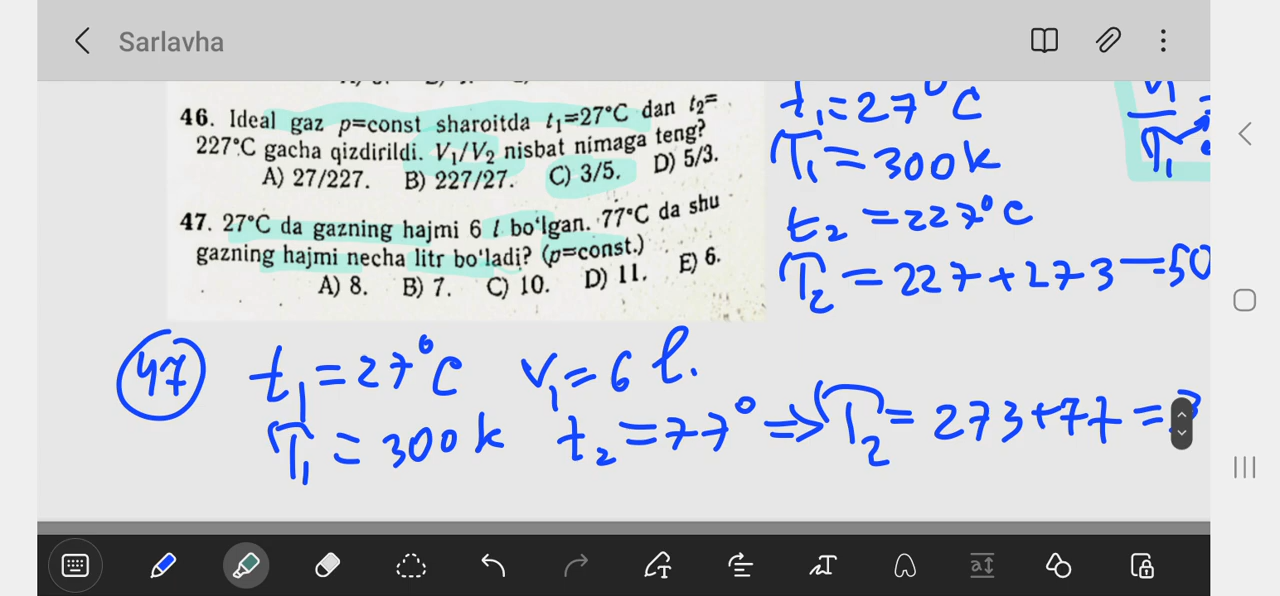 Sarlavha
46. Ideal gaz p=const sharoitda t₁=27°C dan t₂=
227°C gacha qizdirildi. V₁/V₂ nisbat nimaga teng?
A) 27/227. B) 227/27. C) 3/5. D) 5/3.
47. 27°C da gazning hajmi 6 l bo‘lgan. 77°C da shu
gazning hajmi necha litr bo‘ladi? (p=const.)
A) 8. B) 7. C) 10. D) 11. E) 6.
t₁=27°C
T₁=300k
t₂=227°C
T₂=227+273=50
T₁
47 t₁=27°C V₁=6 l.
T₁=300k t₂=77° ⇒ T₂=273+77=3